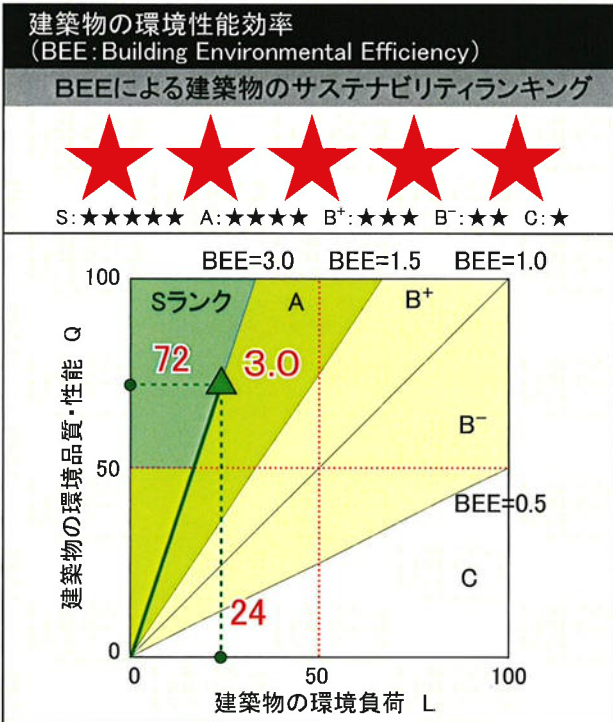 建築物の環境性能効率
(BEE:Building Environmental Efficiency)
BEEによる建築物のサステナビリティランキング
S:★★★★★ A:★★★★ B⁺:★★★ B⁻:★★ C:★
BEE=3.0 BEE=1.5 BEE=1.0
100
Sランク A B⁺
72 3.0
建築物の環境品質・性能 Q
B⁻
50
BEE=0.5
C
24
0
0 50 100
建築物の環境負荷 L